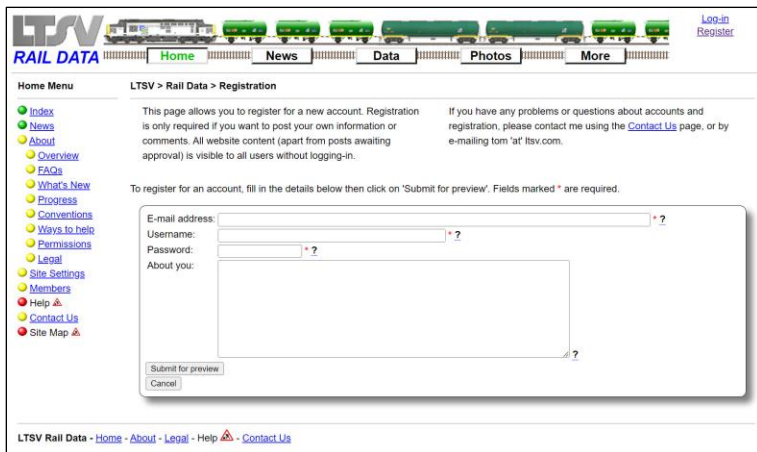 LTSV
RAIL DATA
Home
News
Data
Photos
More
Log-in
Register
Home Menu
Index
News
About
Overview
FAQs
What's New
Progress
Conventions
Ways to help
Permissions
Legal
Site Settings
Members
Help
Contact Us
Site Map
LTSV > Rail Data > Registration
This page allows you to register for a new account. Registration
is only required if you want to post your own information or
comments. All website content (apart from posts awaiting
approval) is visible to all users without logging-in.
If you have any problems or questions about accounts and
registration, please contact me using the Contact Us page, or by
e-mailing tom 'at' ltsv.com.
To register for an account, fill in the details below then click on 'Submit for preview'. Fields marked * are required.
E-mail address: * ?
Username: * ?
Password: * ?
About you: ?
Submit for preview
Cancel
LTSV Rail Data - Home - About - Legal - Help - Contact Us